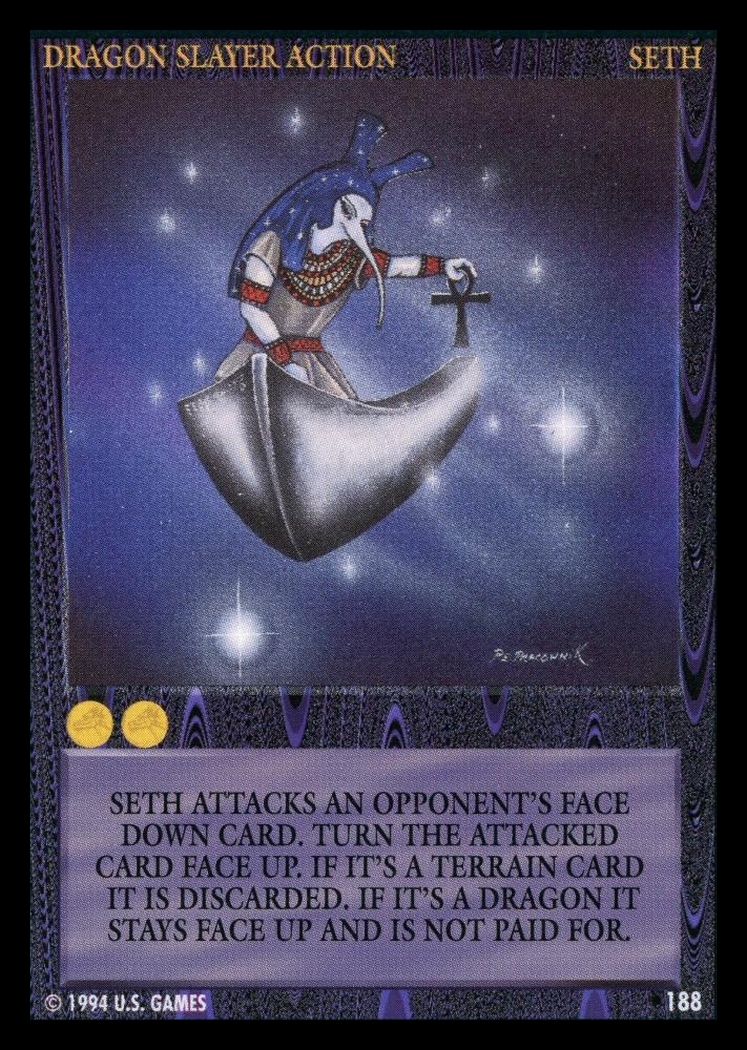 DRAGON SLAYER ACTION
SETH
PE PRACOWNIK
SETH ATTACKS AN OPPONENT'S FACE
DOWN CARD. TURN THE ATTACKED
CARD FACE UP. IF IT'S A TERRAIN CARD
IT IS DISCARDED. IF IT'S A DRAGON IT
STAYS FACE UP AND IS NOT PAID FOR.
© 1994 U.S. GAMES
188